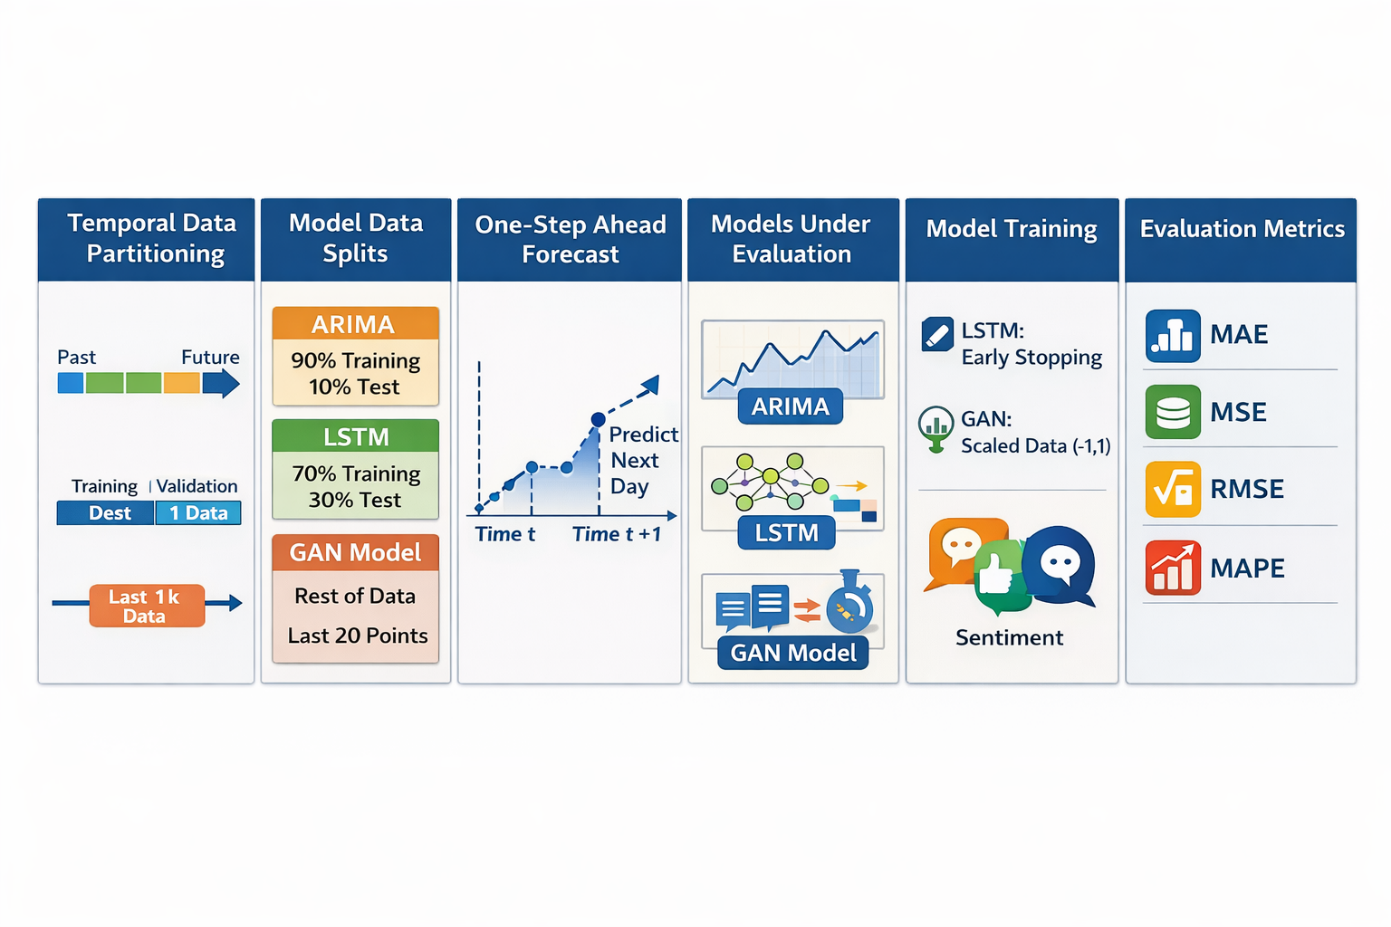 Temporal Data
Partitioning
Past
Future
Training | Validation
Dest
1 Data
Last 1k
Data
Model Data
Splits
ARIMA
90% Training
10% Test
LSTM
70% Training
30% Test
GAN Model
Rest of Data
Last 20 Points
One-Step Ahead
Forecast
Predict
Next
Day
Time t
Time t +1
Models Under
Evaluation
ARIMA
LSTM
GAN Model
Model Training
LSTM:
Early Stopping
GAN:
Scaled Data (-1,1)
Sentiment
Evaluation Metrics
MAE
MSE
RMSE
MAPE